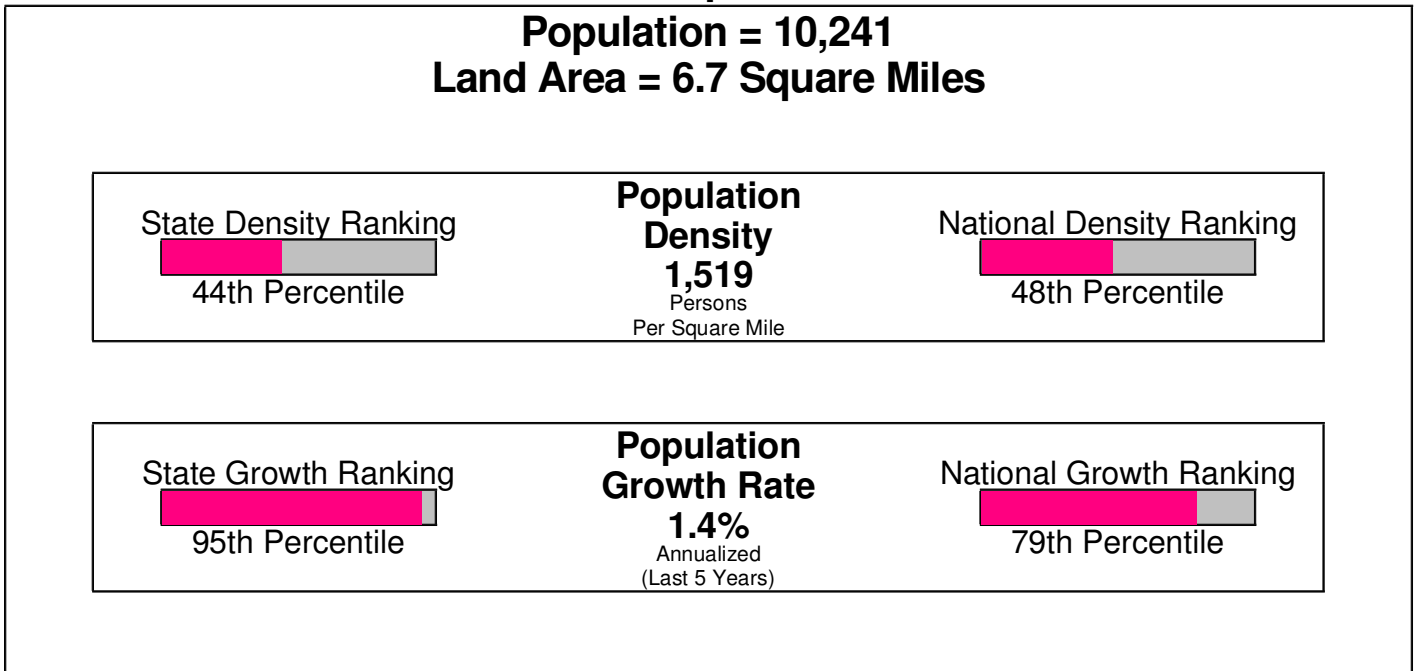 Population = 10,241
Land Area = 6.7 Square Miles
State Density Ranking
44th Percentile
Population
Density
1,519
Persons
Per Square Mile
National Density Ranking
48th Percentile
State Growth Ranking
95th Percentile
Population
Growth Rate
1.4%
Annualized
(Last 5 Years)
National Growth Ranking
79th Percentile